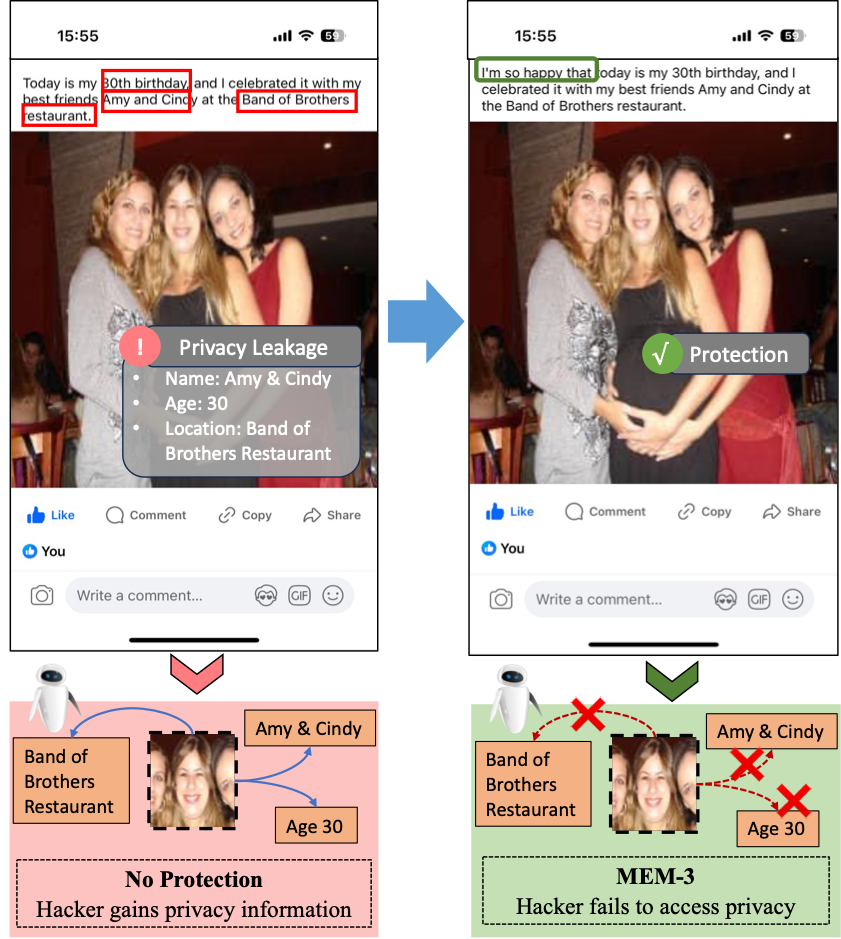 15:55
59
Today is my 30th birthday, and I celebrated it with my
best friends Amy and Cindy at the Band of Brothers
restaurant.
!
Privacy Leakage
• Name: Amy & Cindy
• Age: 30
• Location: Band of
Brothers Restaurant
Like
Comment
Copy
Share
You
Write a comment...
GIF
Band of
Brothers
Restaurant
Amy & Cindy
Age 30
No Protection
Hacker gains privacy information
15:55
59
I'm so happy that today is my 30th birthday, and I
celebrated it with my best friends Amy and Cindy at
the Band of Brothers restaurant.
√
Protection
Like
Comment
Copy
Share
You
Write a comment...
GIF
Band of
Brothers
Restaurant
Amy & Cindy
Age 30
MEM-3
Hacker fails to access privacy